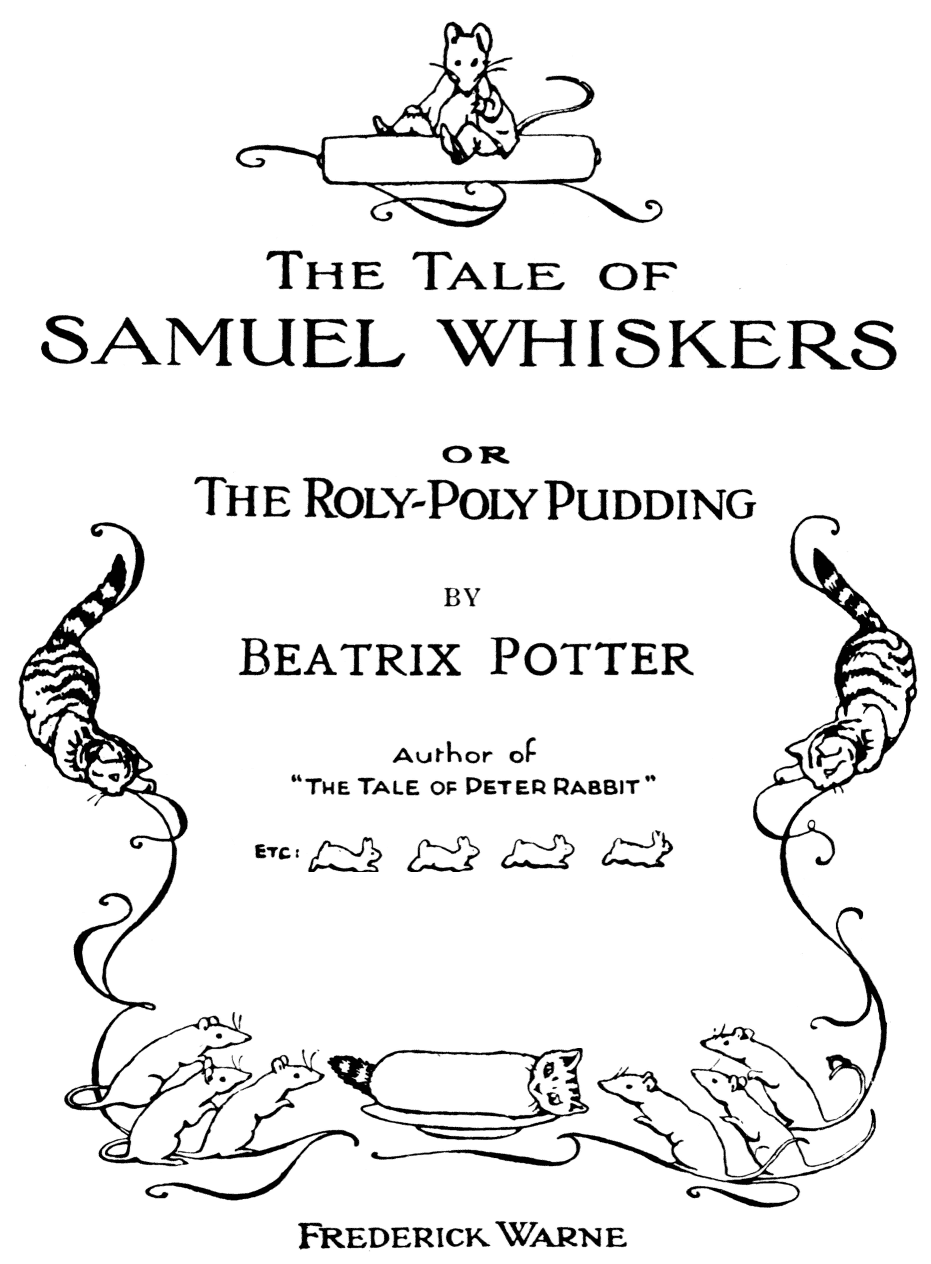 THE TALE OF
SAMUEL WHISKERS
OR
THE ROLY-POLY PUDDING
BY
BEATRIX POTTER
Author of
"THE TALE OF PETER RABBIT"
ETC:
FREDERICK WARNE